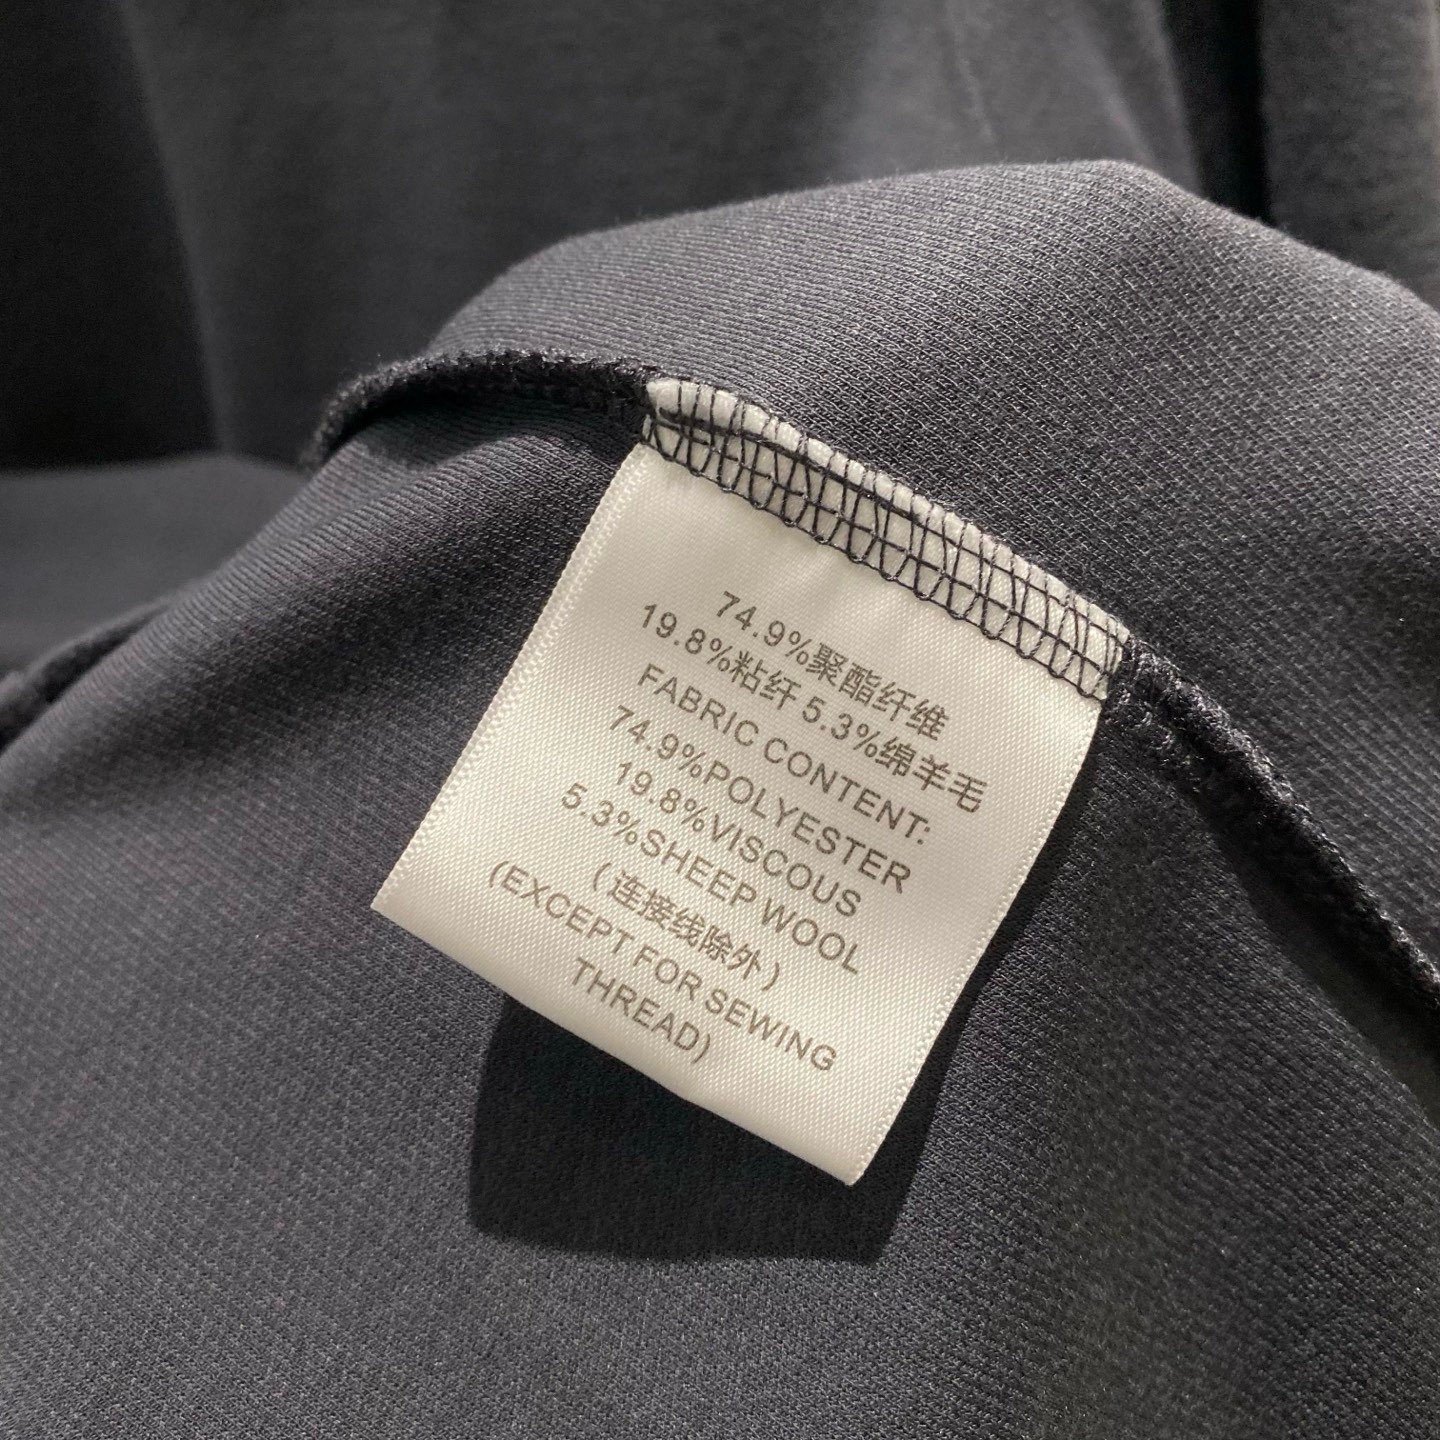 74.9%聚酯纤维
19.8%粘纤 5.3%绵羊毛
FABRIC CONTENT:
74.9%POLYESTER
19.8%VISCOUS
5.3%SHEEP WOOL
(连接线除外)
(EXCEPT FOR SEWING
THREAD)